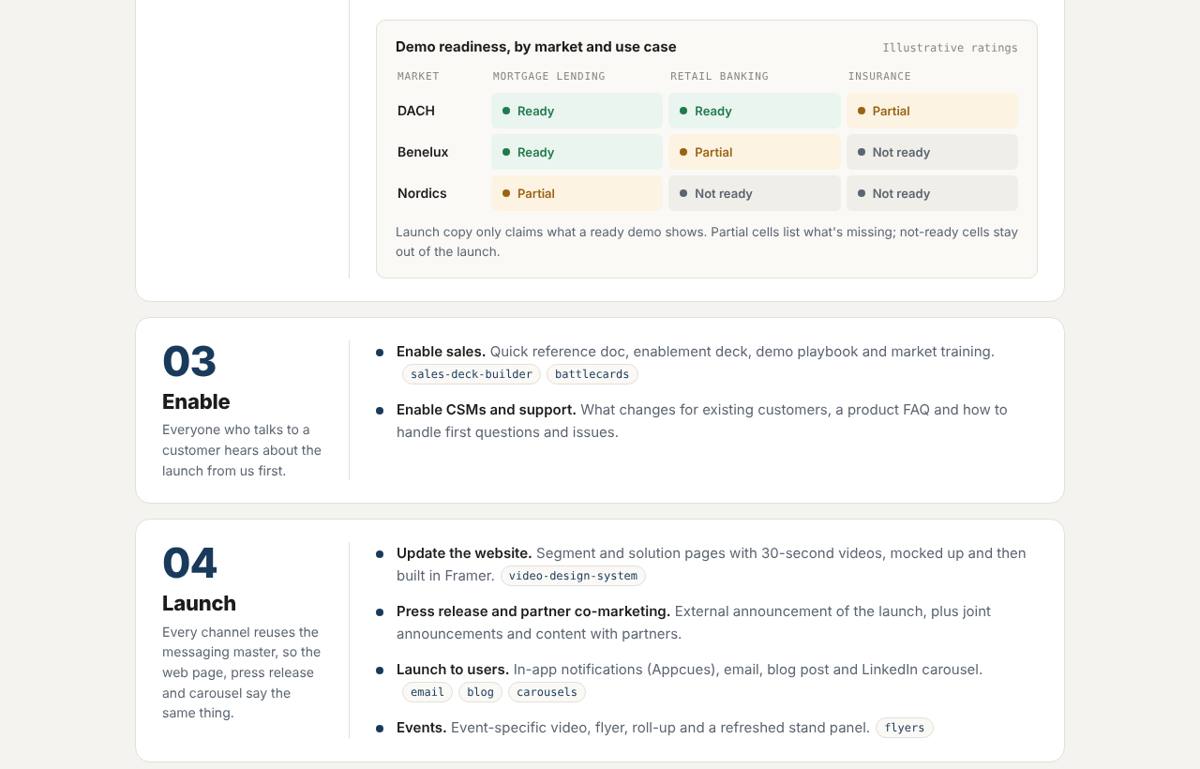 Demo readiness, by market and use case
Illustrative ratings
MARKET MORTGAGE LENDING RETAIL BANKING INSURANCE
DACH Ready Ready Partial
Benelux Ready Partial Not ready
Nordics Partial Not ready Not ready
Launch copy only claims what a ready demo shows. Partial cells list what's missing; not-ready cells stay
out of the launch.
03
Enable
Everyone who talks to a
customer hears about the
launch from us first.
Enable sales. Quick reference doc, enablement deck, demo playbook and market training.
sales-deck-builder battlecards
Enable CSMs and support. What changes for existing customers, a product FAQ and how to
handle first questions and issues.
04
Launch
Every channel reuses the
messaging master, so the
web page, press release
and carousel say the
same thing.
Update the website. Segment and solution pages with 30-second videos, mocked up and then
built in Framer. video-design-system
Press release and partner co-marketing. External announcement of the launch, plus joint
announcements and content with partners.
Launch to users. In-app notifications (Appcues), email, blog post and LinkedIn carousel.
email blog carousels
Events. Event-specific video, flyer, roll-up and a refreshed stand panel. flyers